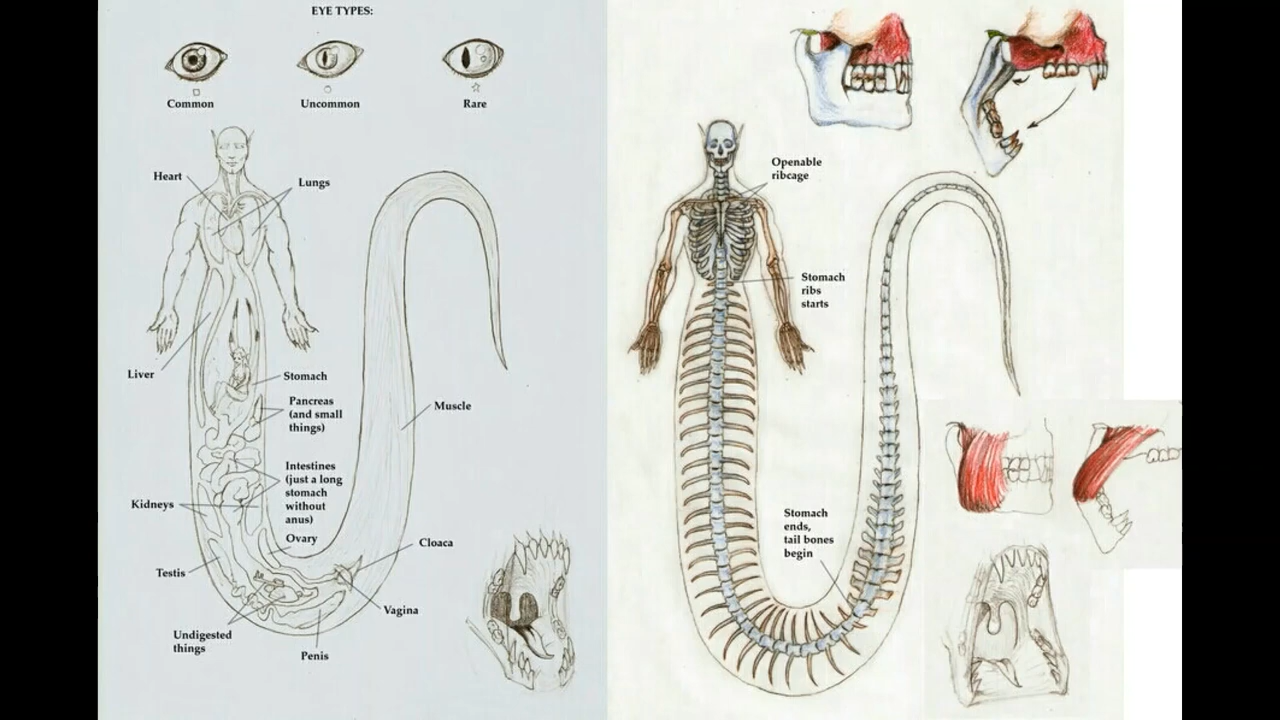 EYE TYPES:
Common
Uncommon
Rare
Heart
Lungs
Liver
Stomach
Pancreas
(and small
things)
Muscle
Intestines
(just a long
stomach
without
anus)
Kidneys
Ovary
Cloaca
Testis
Vagina
Undigested
things
Penis
Openable
ribcage
Stomach
ribs
starts
Stomach
ends,
tail bones
begin